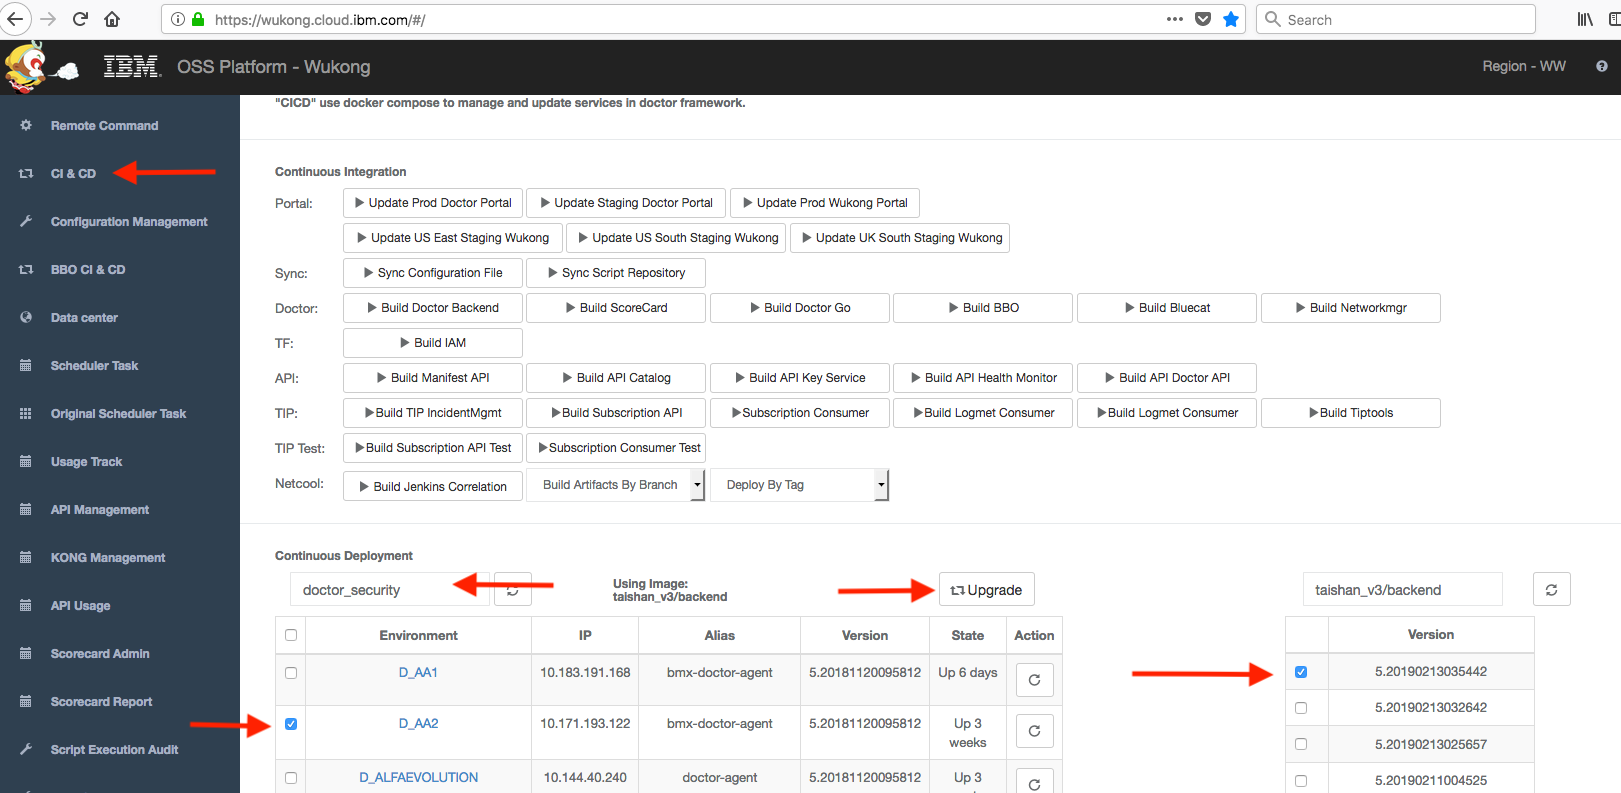 https://wukong.cloud.ibm.com/#/
Search
IBM. OSS Platform - Wukong
Region - WW
"CICD" use docker compose to manage and update services in doctor framework.
Remote Command
CI & CD
Configuration Management
BBO CI & CD
Data center
Scheduler Task
Original Scheduler Task
Usage Track
API Management
KONG Management
API Usage
Scorecard Admin
Scorecard Report
Script Execution Audit
Continuous Integration
Portal: Update Prod Doctor Portal Update Staging Doctor Portal Update Prod Wukong Portal
Update US East Staging Wukong Update US South Staging Wukong Update UK South Staging Wukong
Sync: Sync Configuration File Sync Script Repository
Doctor: Build Doctor Backend Build ScoreCard Build Doctor Go Build BBO Build Bluecat Build Networkmgr
TF: Build IAM
API: Build Manifest API Build API Catalog Build API Key Service Build API Health Monitor Build API Doctor API
TIP: Build TIP IncidentMgmt Build Subscription API Subscription Consumer Build Logmet Consumer Build Logmet Consumer Build Tiptools
TIP Test: Build Subscription API Test Subscription Consumer Test
Netcool: Build Jenkins Correlation Build Artifacts By Branch Deploy By Tag
Continuous Deployment
doctor_security
Using Image:
taishan_v3/backend
Upgrade
Environment IP Alias Version State Action
D_AA1 10.183.191.168 bmx-doctor-agent 5.20181120095812 Up 6 days
D_AA2 10.171.193.122 bmx-doctor-agent 5.20181120095812 Up 3
weeks
D_ALFAEVOLUTION 10.144.40.240 doctor-agent 5.20181120095812 Up 3
taishan_v3/backend
Version
5.20190213035442
5.20190213032642
5.20190213025657
5.20190211004525